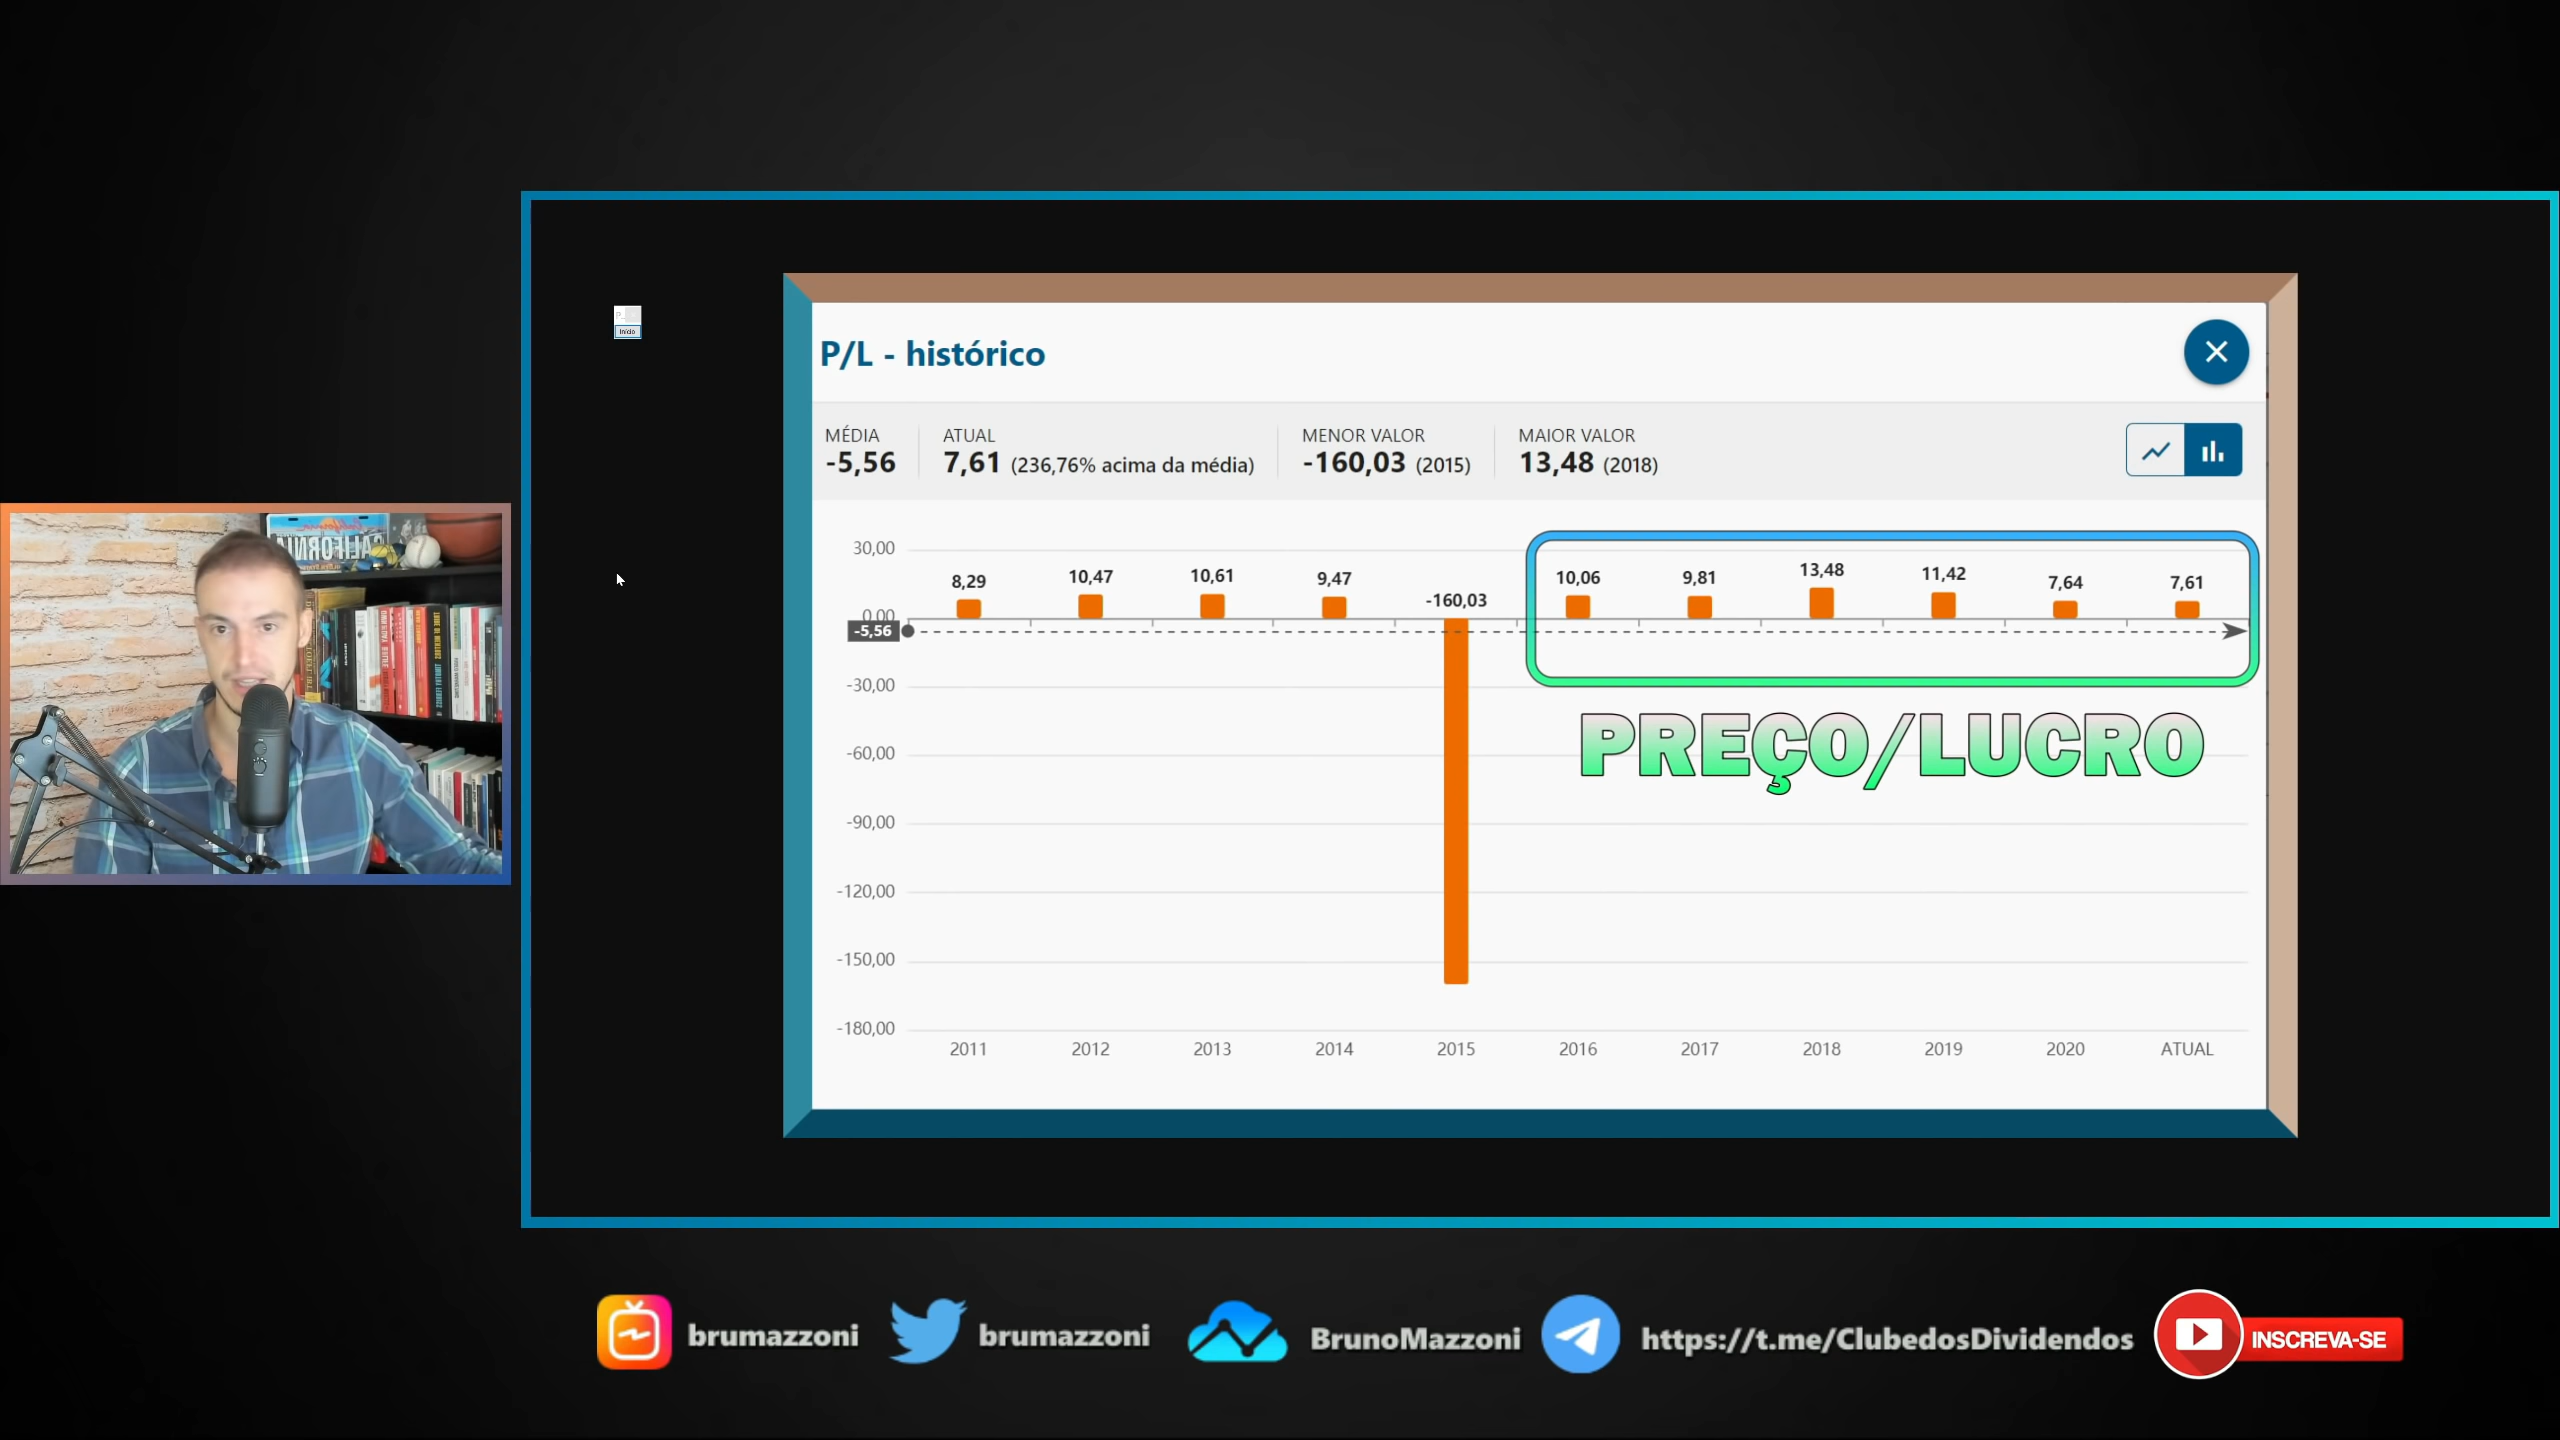 Início
P/L - histórico
MÉDIA
-5,56
ATUAL
7,61 (236,76% acima da média)
MENOR VALOR
-160,03 (2015)
MAIOR VALOR
13,48 (2018)
30,00
0,00
-5,56
-30,00
-60,00
-90,00
-120,00
-150,00
-180,00
8,29
10,47
10,61
9,47
-160,03
10,06
9,81
13,48
11,42
7,64
7,61
PREÇO/LUCRO
2011
2012
2013
2014
2015
2016
2017
2018
2019
2020
ATUAL
CALIFORNIA
brumazzoni
brumazzoni
BrunoMazzoni
https://t.me/ClubedosDividendos
INSCREVA-SE